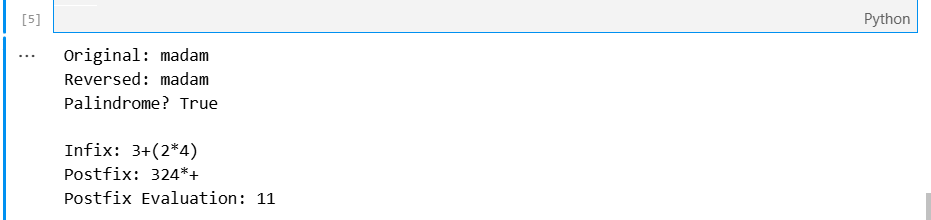 [5]
Python
... Original: madam
Reversed: madam
Palindrome? True
Infix: 3+(2*4)
Postfix: 324*+
Postfix Evaluation: 11